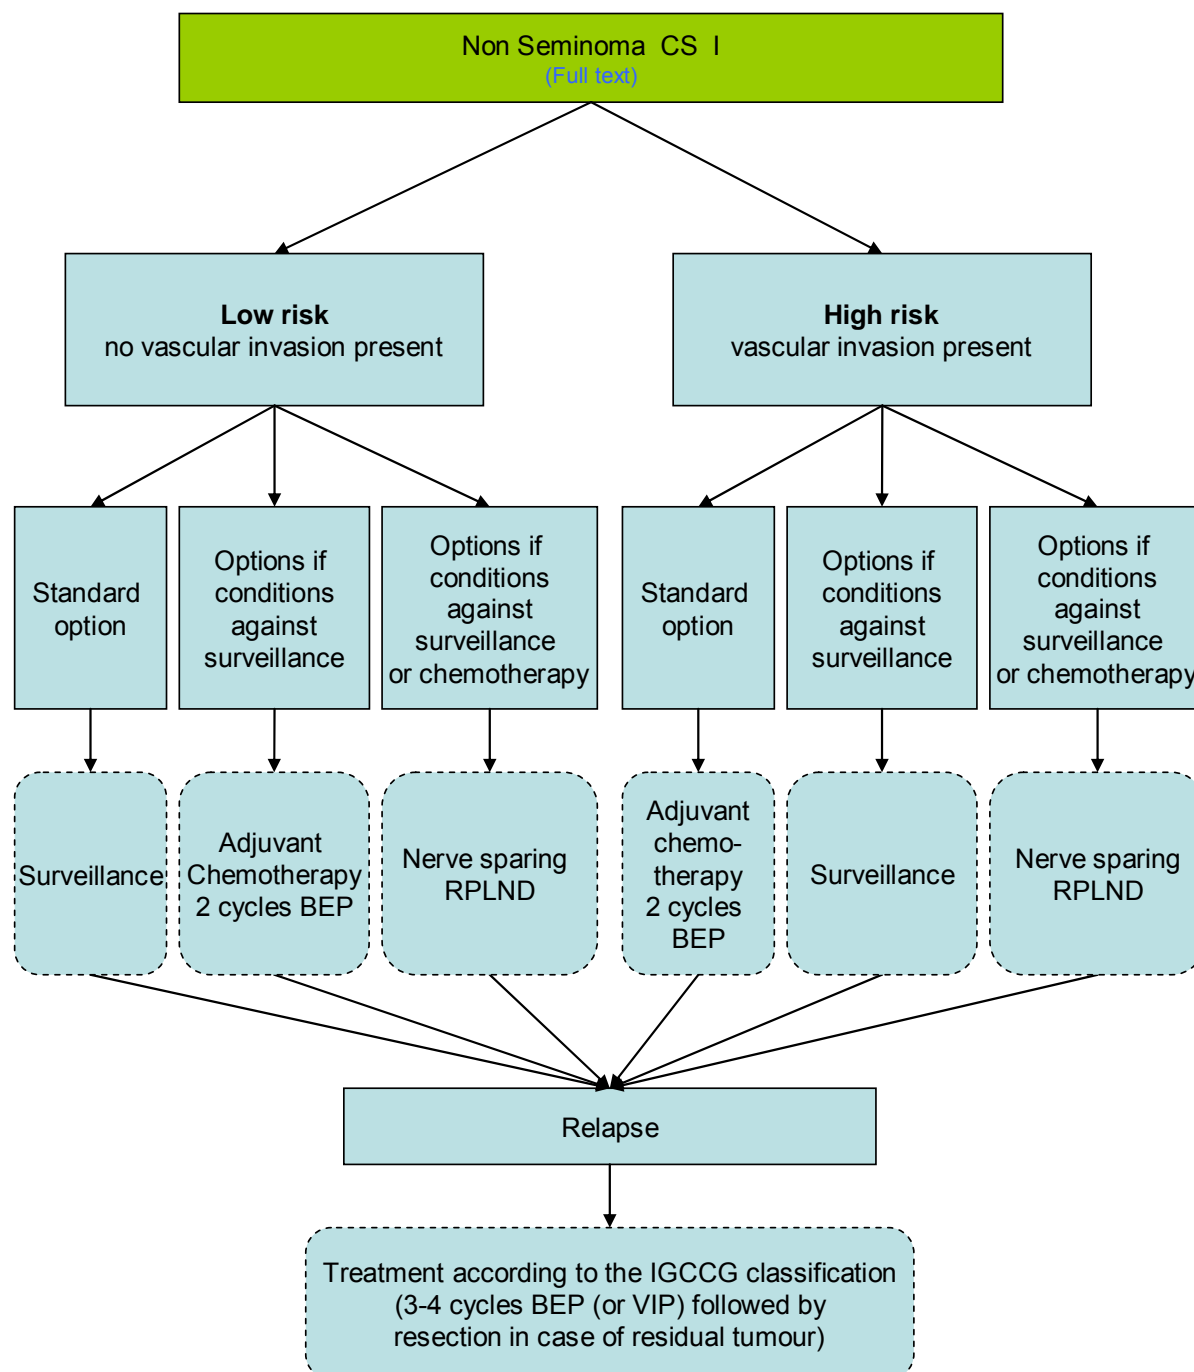 Non Seminoma CS I
(Full text)
Low risk
no vascular invasion present
High risk
vascular invasion present
Standard
option
Options if
conditions
against
surveillance
Options if
conditions
against
surveillance
or chemotherapy
Standard
option
Options if
conditions
against
surveillance
Options if
conditions
against
surveillance
or chemotherapy
Surveillance
Adjuvant
Chemotherapy
2 cycles BEP
Nerve sparing
RPLND
Adjuvant
chemo-
therapy
2 cycles
BEP
Surveillance
Nerve sparing
RPLND
Relapse
Treatment according to the IGCCG classification
(3-4 cycles BEP (or VIP) followed by
resection in case of residual tumour)